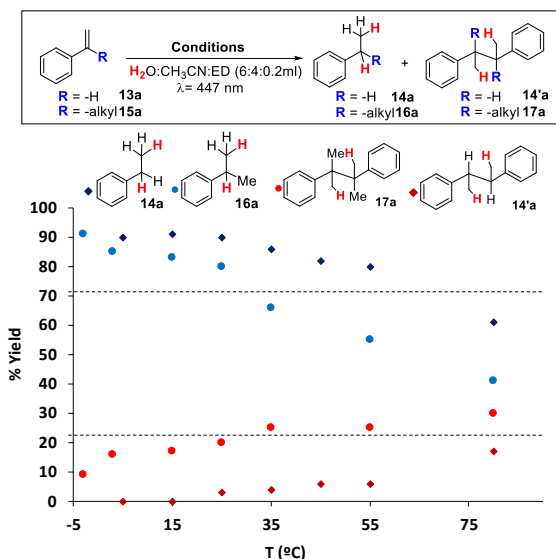 Conditions
H₂O:CH₃CN:ED (6:4:0.2ml)
λ= 447 nm
R
R = -H 13a
R = -alkyl 15a
H
H
H
H R
R = -H 14a
R = -alkyl 16a
+
R H
H R
R = -H 14'a
R = -alkyl 17a
H
H H
H H
14a
H
H H
H Me
16a
Me H
H Me
17a
H H
H H
14'a
100
90
80
70
60
50
40
30
20
10
0
% Yield
-5 15 35 55 75
T (ºC)